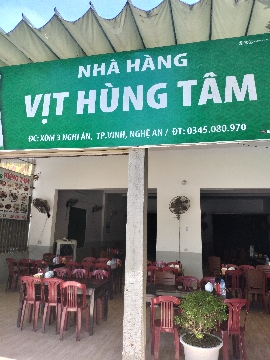 NHÀ HÀNG
VỊT HÙNG TÂM
ĐC: XÓM 3 NGHI ÂN, TP.VINH, NGHỆ AN / ĐT: 0345.080.970